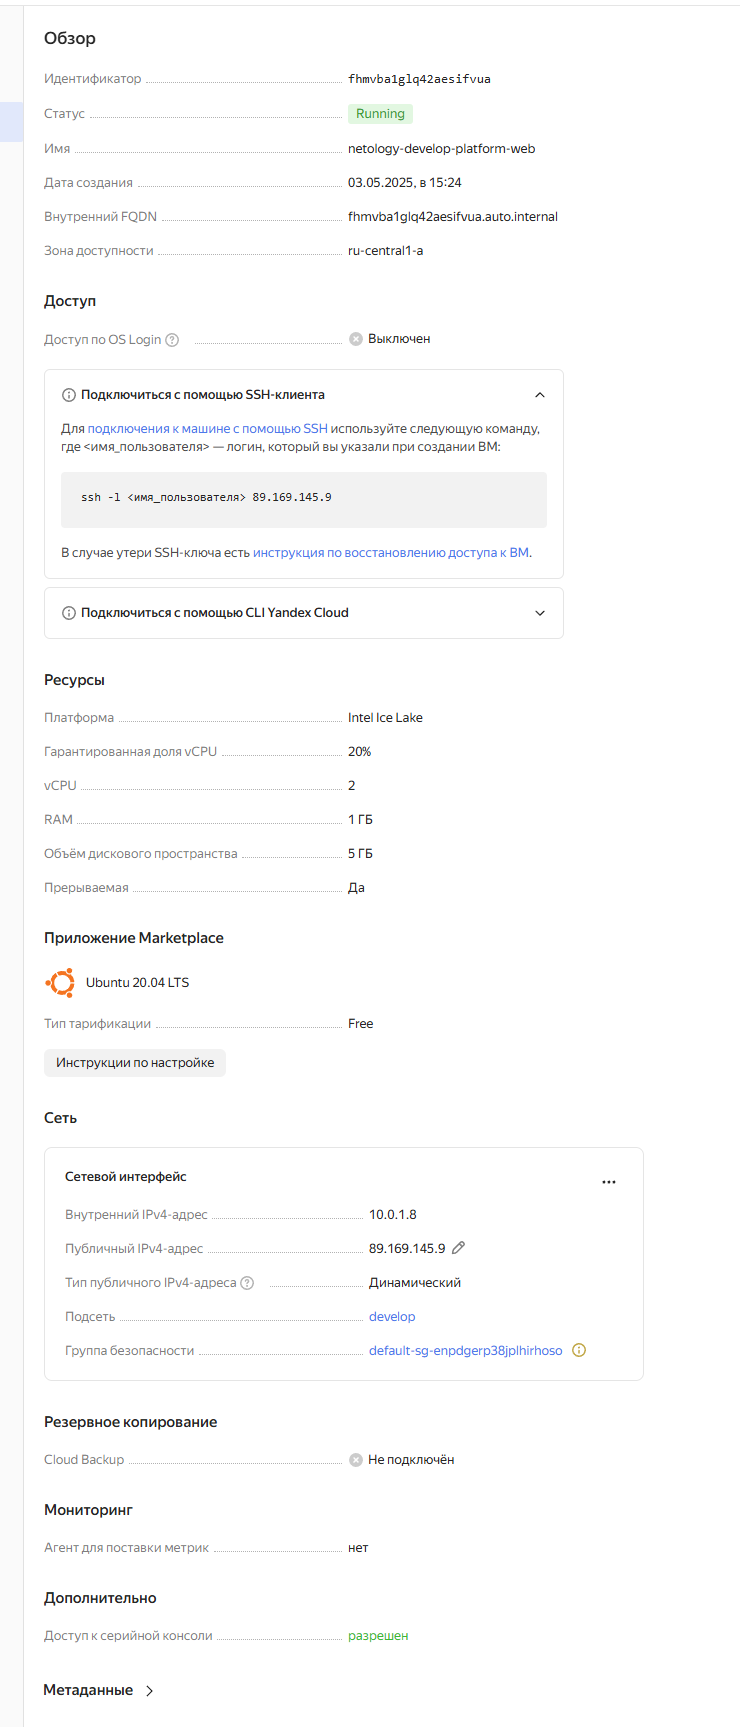 Обзор
Идентификатор fhmvba1glq42aesifvua
Статус Running
Имя netology-develop-platform-web
Дата создания 03.05.2025, в 15:24
Внутренний FQDN fhmvba1glq42aesifvua.auto.internal
Зона доступности ru-central1-a
Доступ
Доступ по OS Login Выключен
Подключиться с помощью SSH-клиента
Для подключения к машине с помощью SSH используйте следующую команду,
где <имя_пользователя> — логин, который вы указали при создании ВМ:
ssh -l <имя_пользователя> 89.169.145.9
В случае утери SSH-ключа есть инструкция по восстановлению доступа к ВМ.
Подключиться с помощью CLI Yandex Cloud
Ресурсы
Платформа Intel Ice Lake
Гарантированная доля vCPU 20%
vCPU 2
RAM 1 ГБ
Объём дискового пространства 5 ГБ
Прерываемая Да
Приложение Marketplace
Ubuntu 20.04 LTS
Тип тарификации Free
Инструкции по настройке
Сеть
Сетевой интерфейс
Внутренний IPv4-адрес 10.0.1.8
Публичный IPv4-адрес 89.169.145.9
Тип публичного IPv4-адреса Динамический
Подсеть develop
Группа безопасности default-sg-enpdgerp38jplhirhoso
Резервное копирование
Cloud Backup Не подключён
Мониторинг
Агент для поставки метрик нет
Дополнительно
Доступ к серийной консоли разрешен
Метаданные